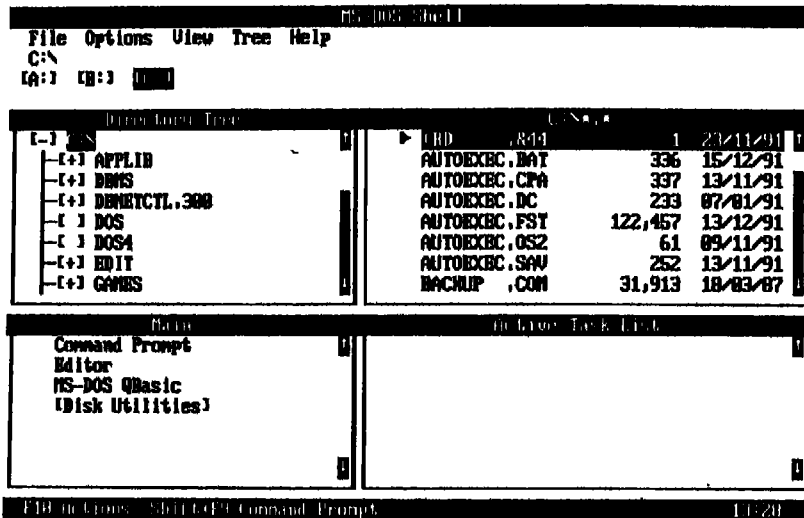 MS-DOS Shell
File Options View Tree Help
C:\
[A:] [B:]
Directory Tree
[-] C:\
[+] APPLIB
[+] DBMS
[+] DBNETCTL.300
[ ] DOS
[ ] DOS4
[+] EDIT
[+] GAMES
C:\*.*
.R44 1 23/11/91
AUTOEXEC.BAT 336 15/12/91
AUTOEXEC.CPA 337 13/11/91
AUTOEXEC.DC 233 07/01/91
AUTOEXEC.FST 122,457 13/12/91
AUTOEXEC.OS2 61 09/11/91
AUTOEXEC.SAV 252 13/11/91
BACKUP .COM 31,913 18/03/87
Main
Command Prompt
Editor
MS-DOS QBasic
[Disk Utilities]
Active Task List
F10=Actions Shift+F9=Command Prompt 13:28